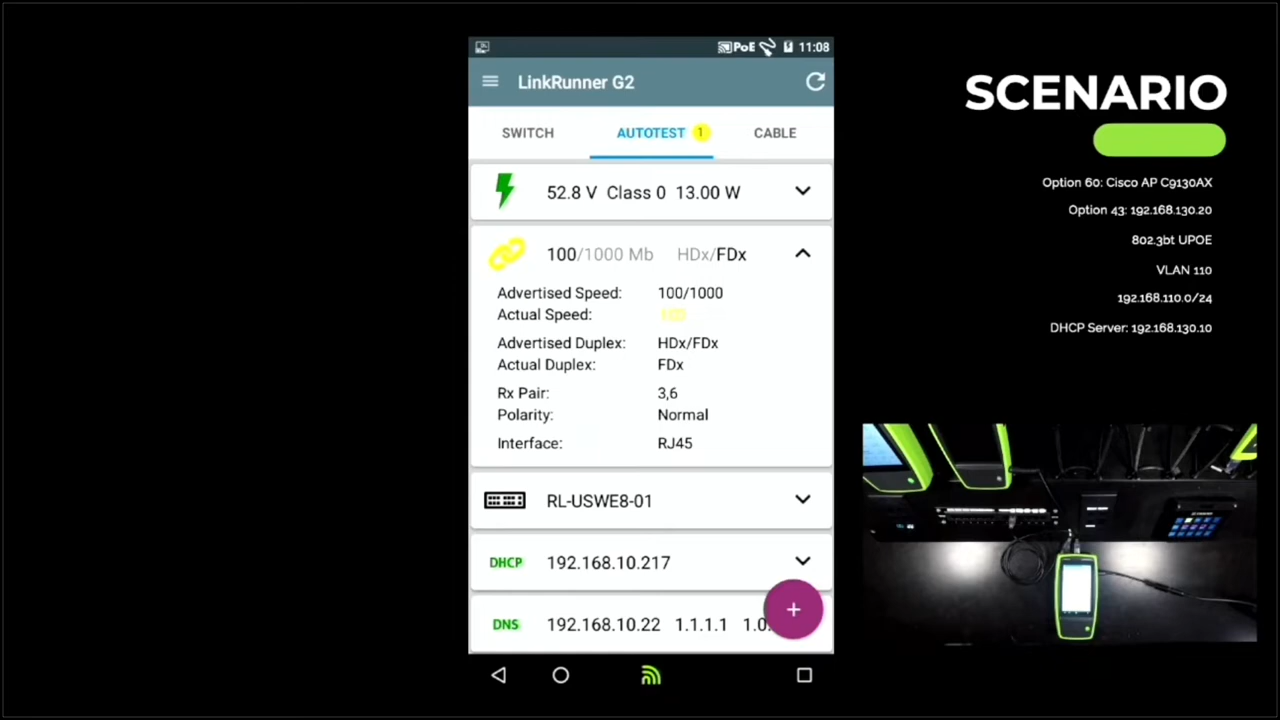 PoE 11:08
LinkRunner G2
SWITCH AUTOTEST 1 CABLE
52.8 V Class 0 13.00 W
100/1000 Mb HDx/FDx
Advertised Speed: 100/1000
Actual Speed: 100
Advertised Duplex: HDx/FDx
Actual Duplex: FDx
Rx Pair: 3,6
Polarity: Normal
Interface: RJ45
RL-USWE8-01
DHCP 192.168.10.217
DNS 192.168.10.22 1.1.1.1 1.0.
+
SCENARIO
Option 60: Cisco AP C9130AX
Option 43: 192.168.130.20
802.3bt UPOE
VLAN 110
192.168.110.0/24
DHCP Server: 192.168.130.10